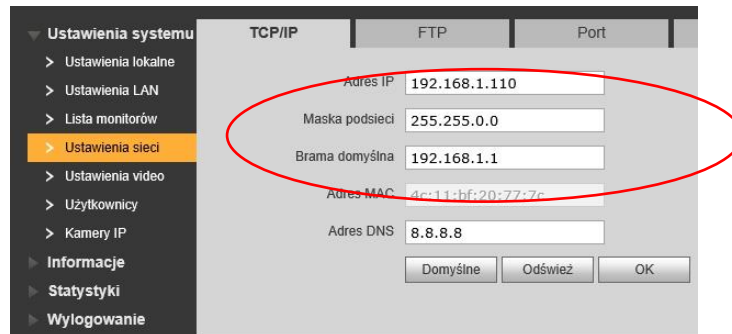 Ustawienia systemu
TCP/IP
FTP
Port
> Ustawienia lokalne
> Ustawienia LAN
> Lista monitorów
> Ustawienia sieci
> Ustawienia video
> Użytkownicy
> Kamery IP
Informacje
Statystyki
Wylogowanie
Adres IP 192.168.1.110
Maska podsieci 255.255.0.0
Brama domyślna 192.168.1.1
Adres MAC 4c:11:bf:20:77:7c
Adres DNS 8.8.8.8
Domyślne Odśwież OK